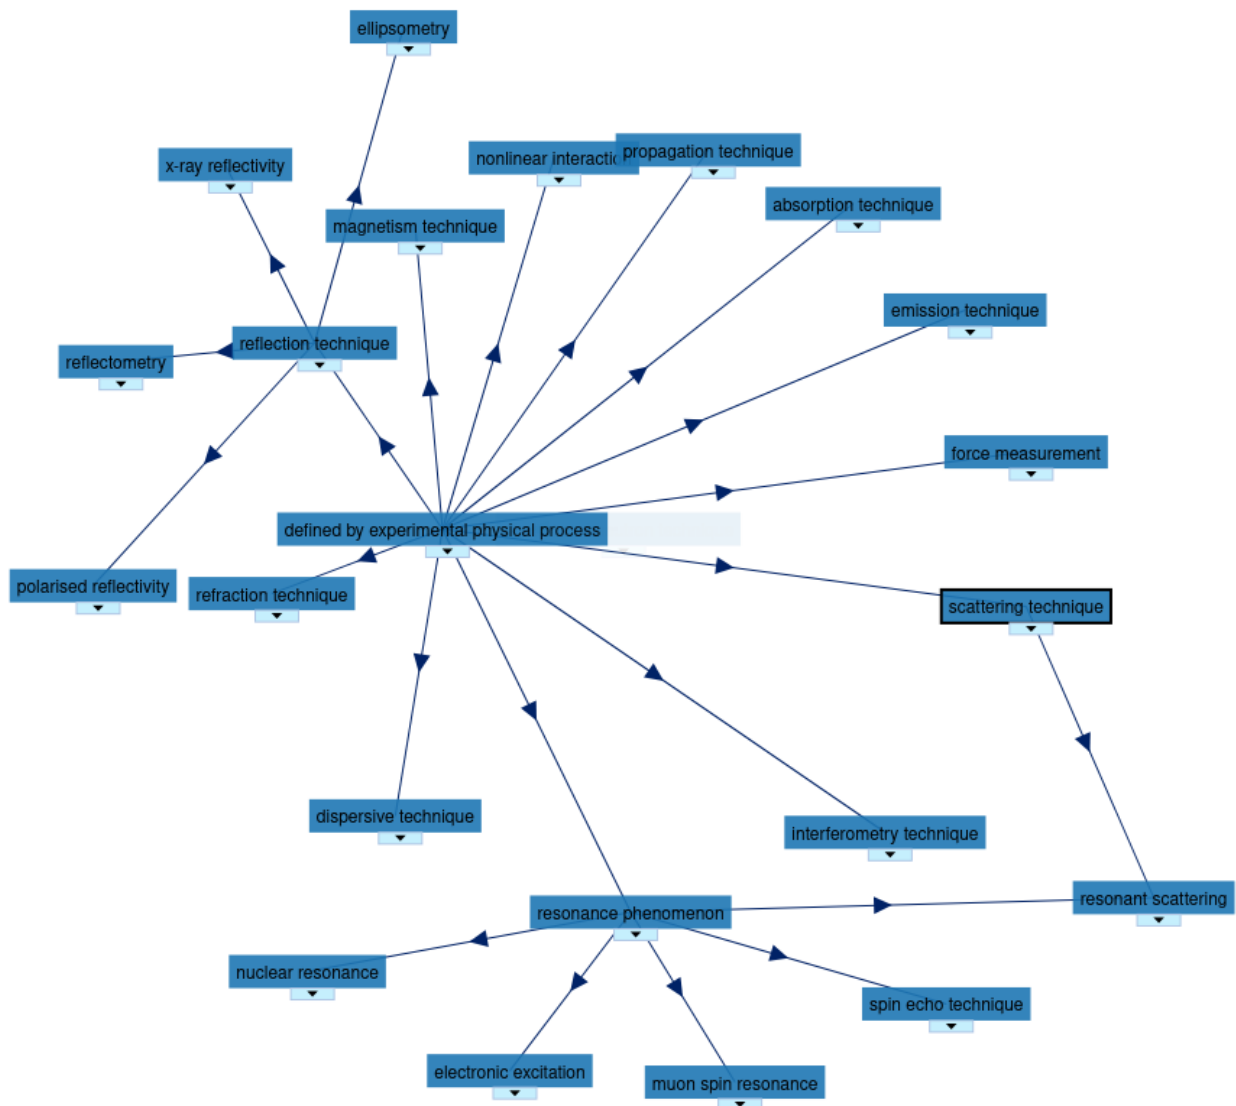 ellipsometry
x-ray reflectivity
nonlinear interactio
propagation technique
absorption technique
magnetism technique
emission technique
reflection technique
reflectometry
force measurement
defined by experimental physical process
polarised reflectivity
refraction technique
scattering technique
dispersive technique
interferometry technique
resonance phenomenon
resonant scattering
nuclear resonance
spin echo technique
electronic excitation
muon spin resonance